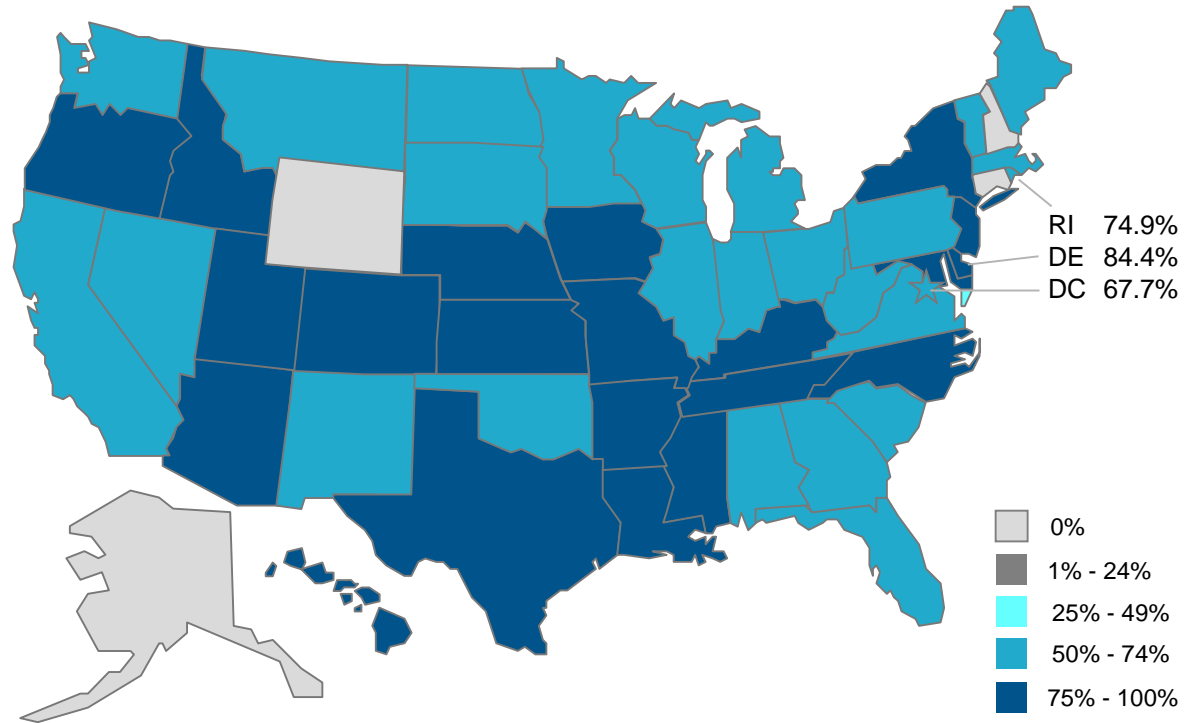 RI 74.9%
DE 84.4%
DC 67.7%
0%
1% - 24%
25% - 49%
50% - 74%
75% - 100%